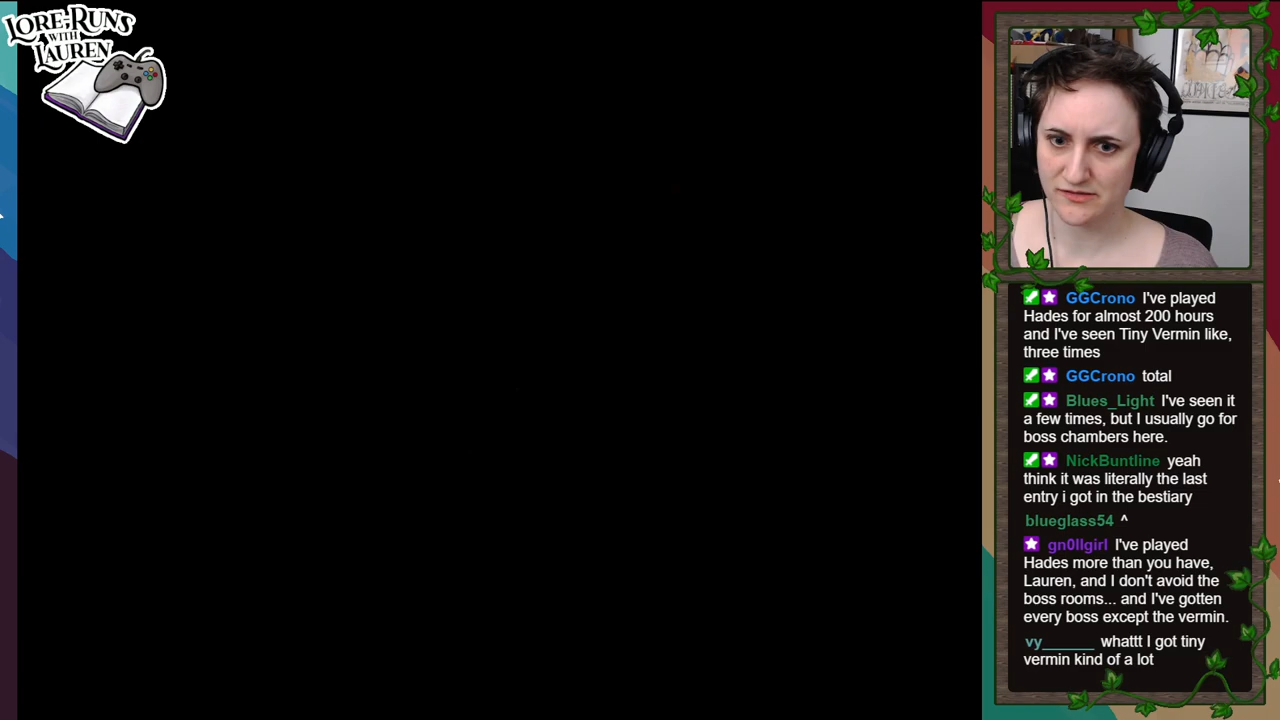 LORE-RUNS
WITH
LAUREN
GGCrono I've played
Hades for almost 200 hours
and I've seen Tiny Vermin like,
three times
GGCrono total
Blues_Light I've seen it
a few times, but I usually go for
boss chambers here.
NickBuntline yeah
think it was literally the last
entry i got in the bestiary
blueglass54 ^
gn0llgirl I've played
Hades more than you have,
Lauren, and I don't avoid the
boss rooms... and I've gotten
every boss except the vermin.
vy______ whattt I got tiny
vermin kind of a lot